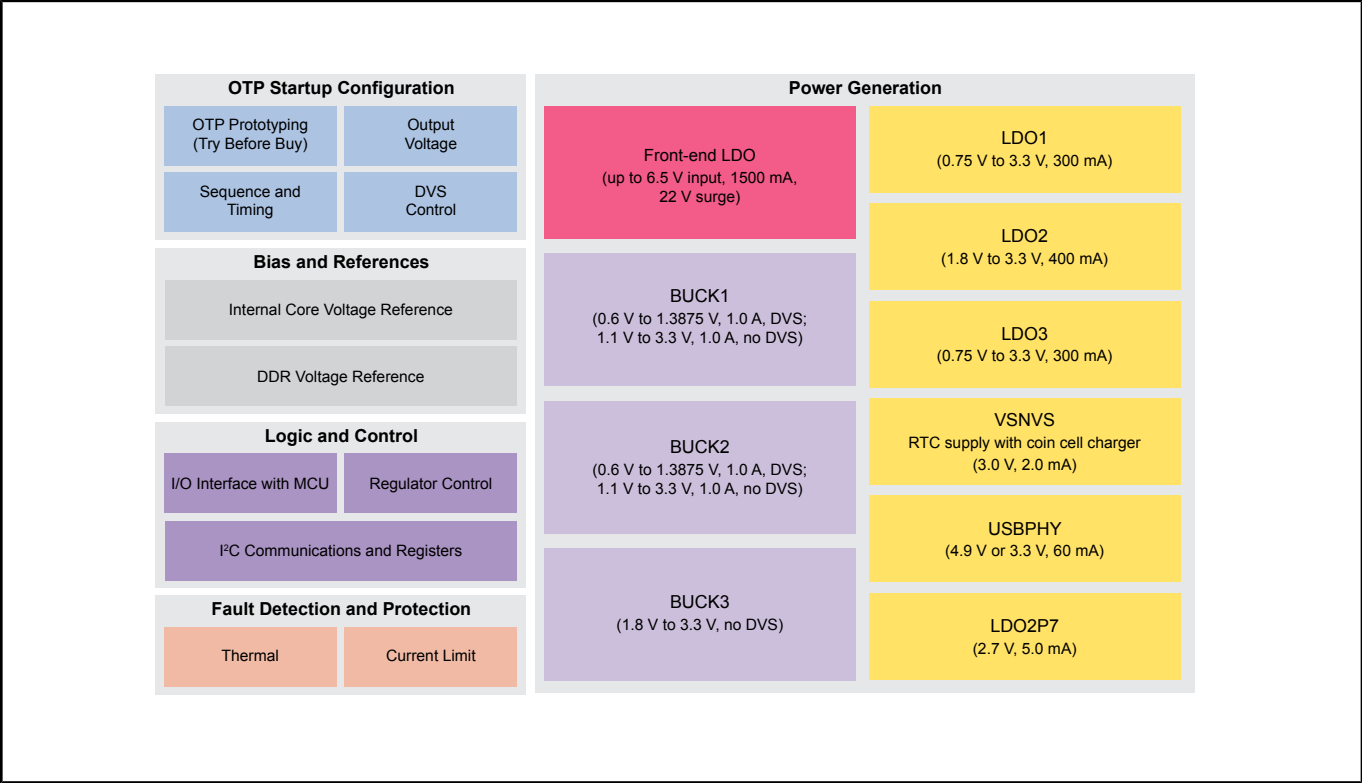 OTP Startup Configuration
OTP Prototyping
(Try Before Buy)
Output
Voltage
Sequence and
Timing
DVS
Control
Bias and References
Internal Core Voltage Reference
DDR Voltage Reference
Logic and Control
I/O Interface with MCU
Regulator Control
I²C Communications and Registers
Fault Detection and Protection
Thermal
Current Limit
Power Generation
Front-end LDO
(up to 6.5 V input, 1500 mA,
22 V surge)
BUCK1
(0.6 V to 1.3875 V, 1.0 A, DVS;
1.1 V to 3.3 V, 1.0 A, no DVS)
BUCK2
(0.6 V to 1.3875 V, 1.0 A, DVS;
1.1 V to 3.3 V, 1.0 A, no DVS)
BUCK3
(1.8 V to 3.3 V, no DVS)
LDO1
(0.75 V to 3.3 V, 300 mA)
LDO2
(1.8 V to 3.3 V, 400 mA)
LDO3
(0.75 V to 3.3 V, 300 mA)
VSNVS
RTC supply with coin cell charger
(3.0 V, 2.0 mA)
USBPHY
(4.9 V or 3.3 V, 60 mA)
LDO2P7
(2.7 V, 5.0 mA)